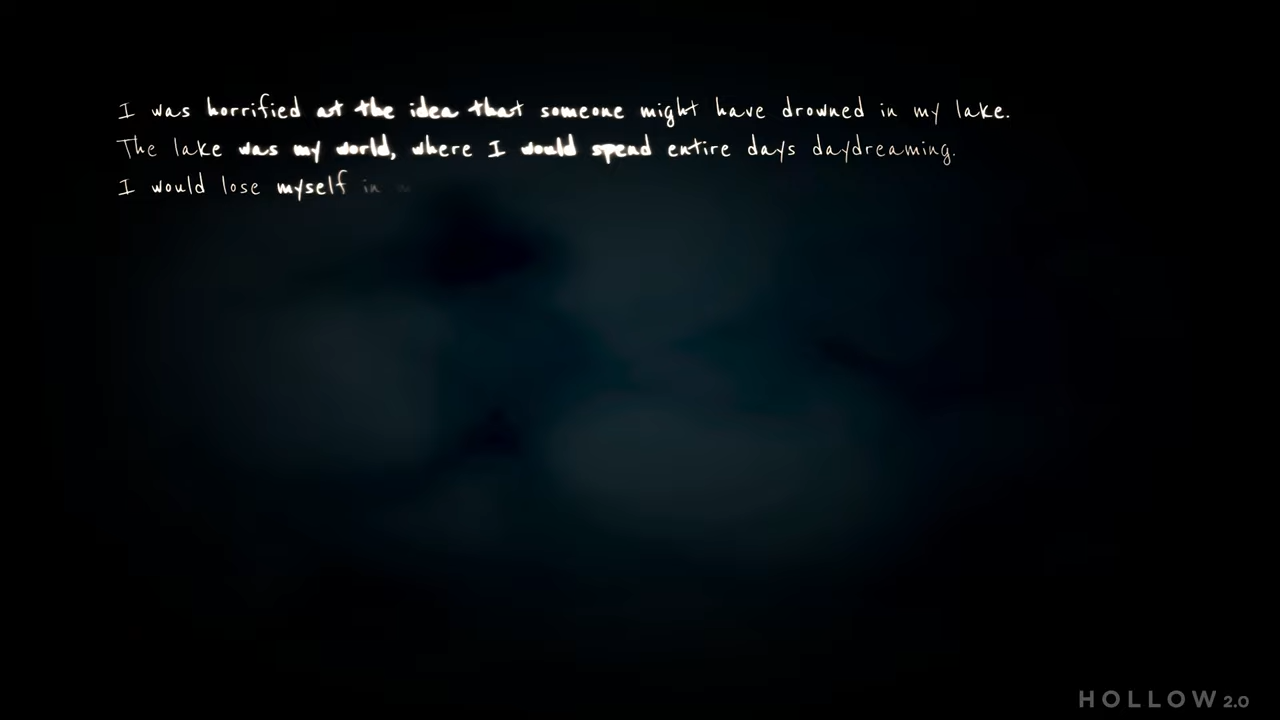 I was horrified at the idea that someone might have drowned in my lake.
The lake was my world, where I would spend entire days daydreaming.
I would lose myself in
HOLLOW 2.0